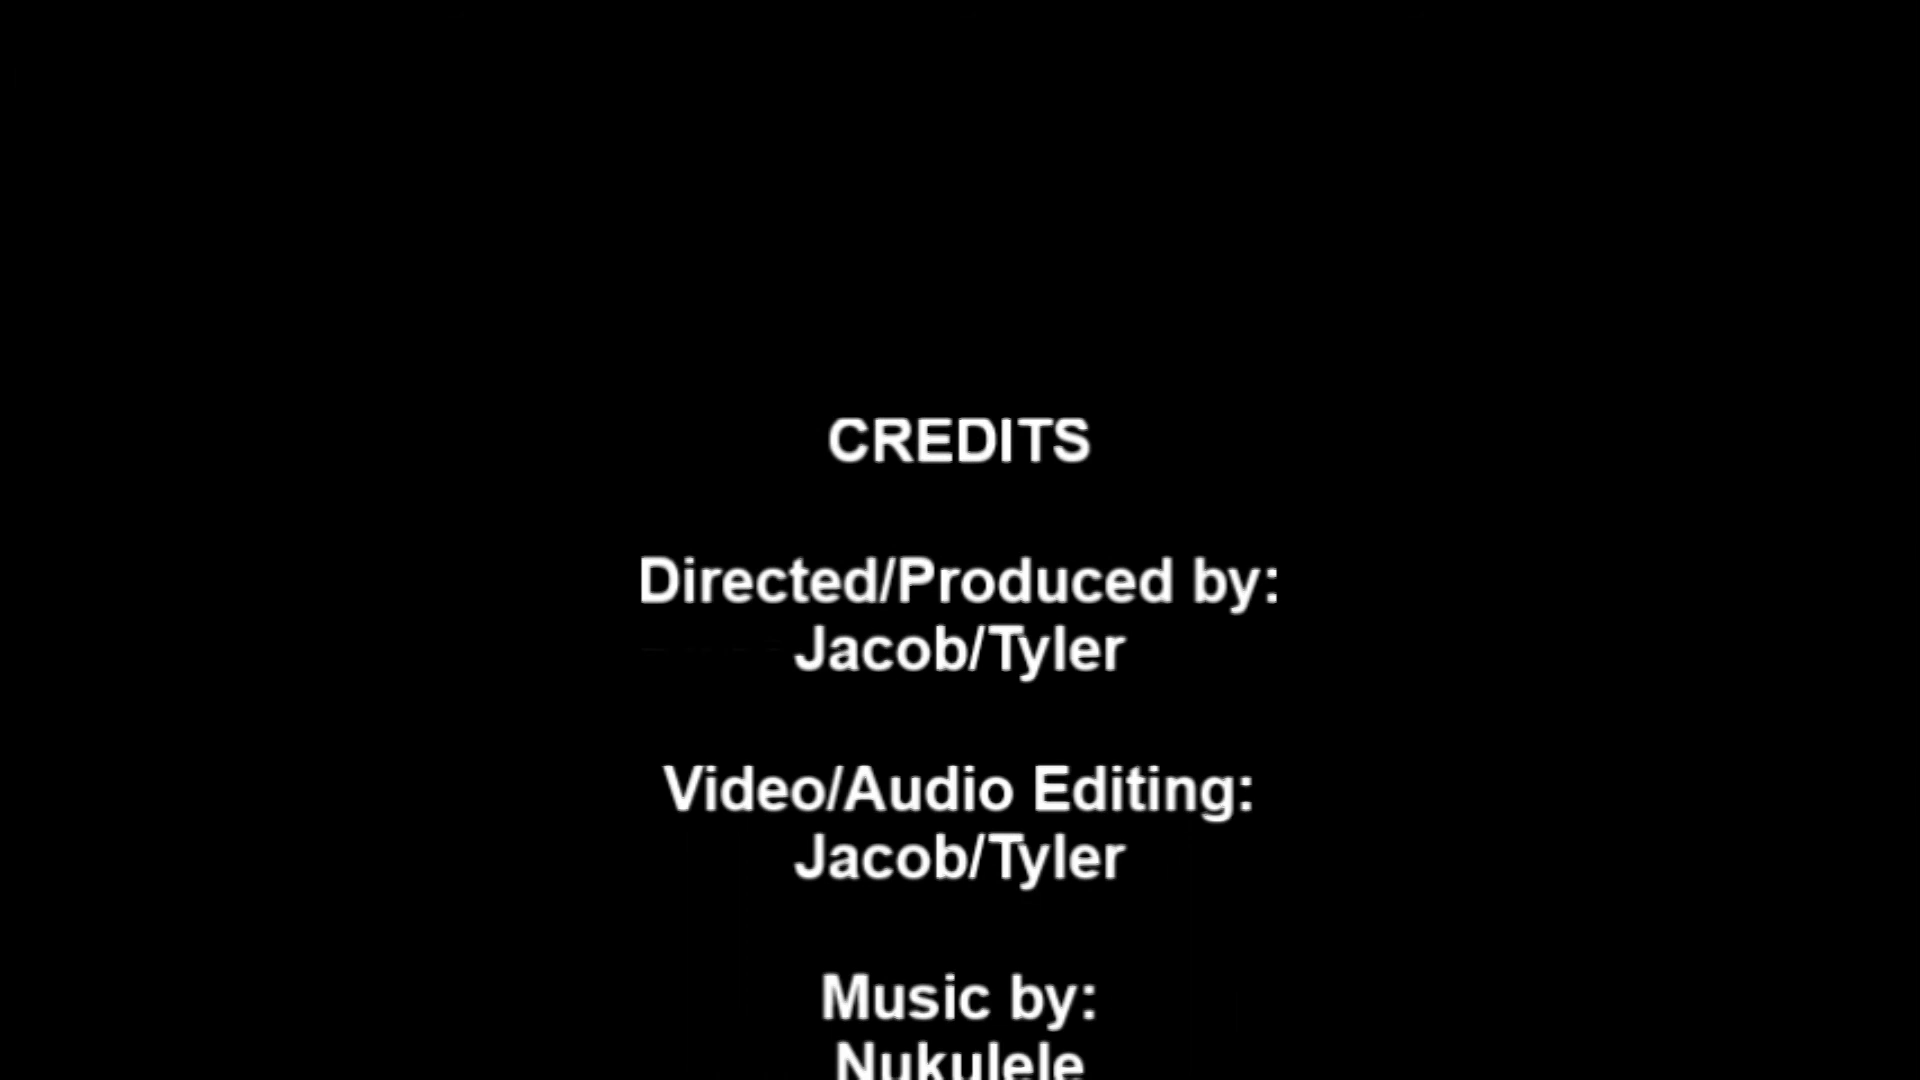 CREDITS
Directed/Produced by:
Jacob/Tyler
Video/Audio Editing:
Jacob/Tyler
Music by:
Nukulele